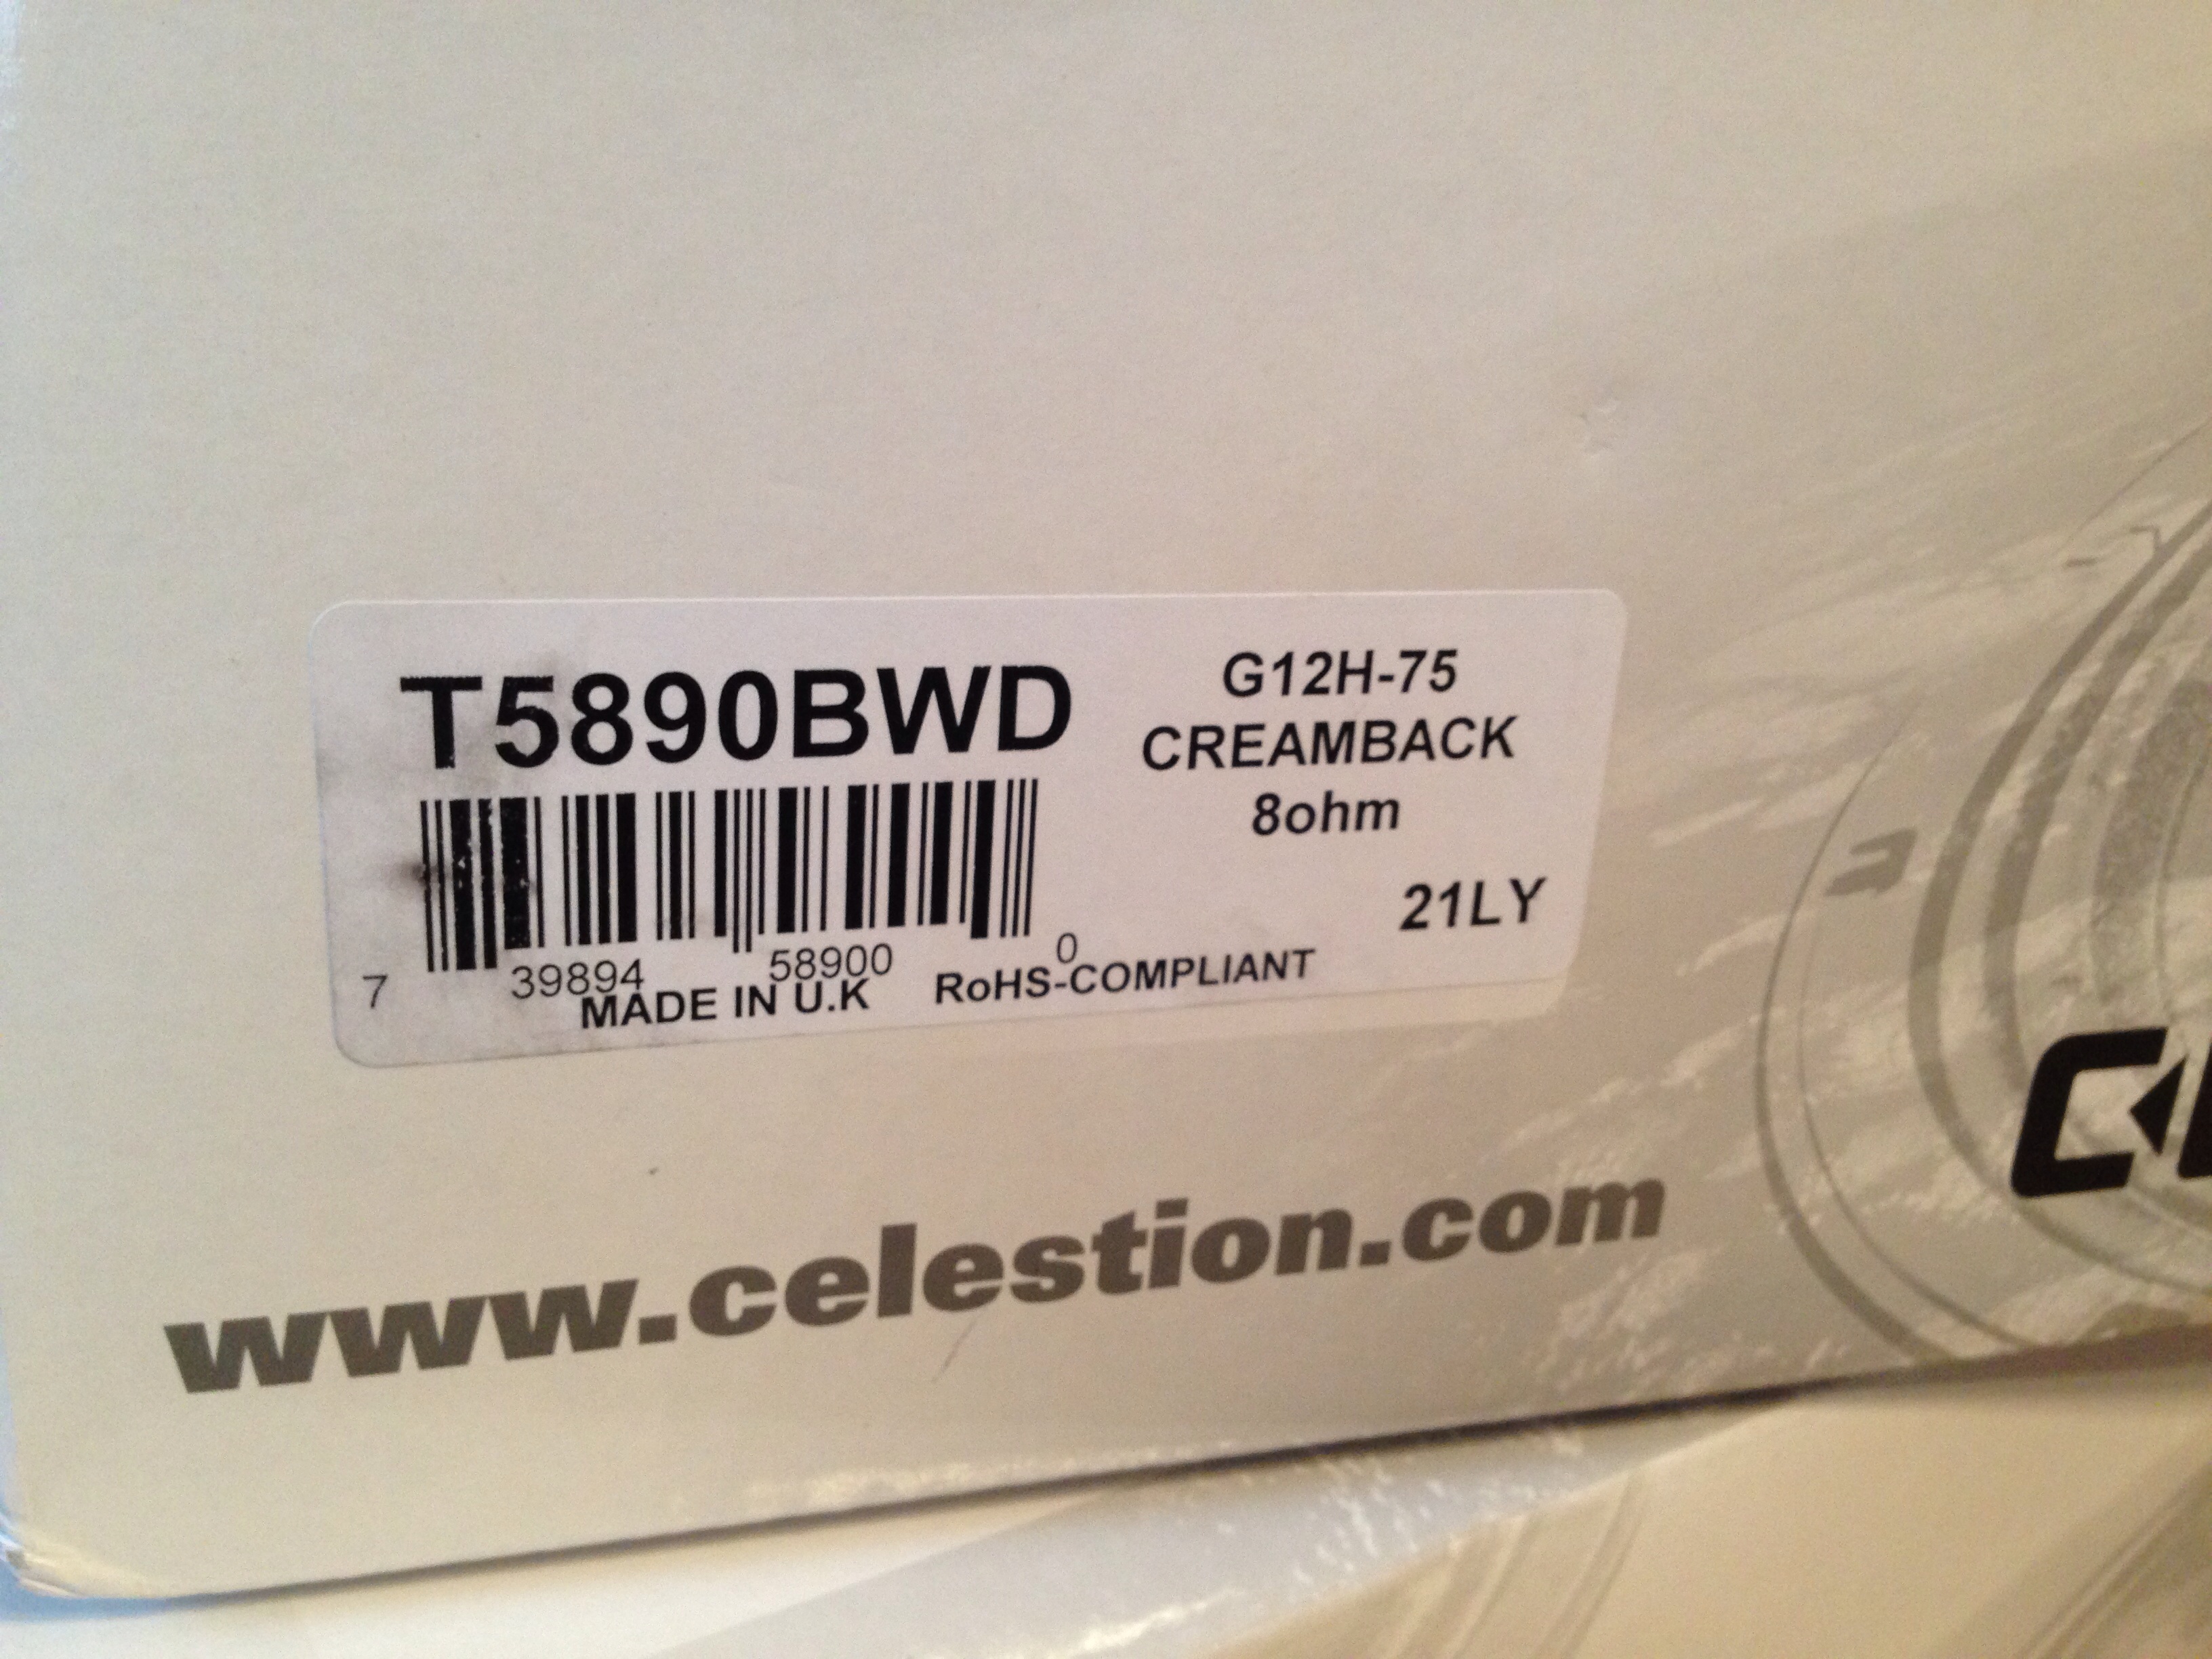 T5890BWD
G12H-75
CREAMBACK
8ohm
21LY
7 39894 58900 0
MADE IN U.K RoHS-COMPLIANT
www.celestion.com